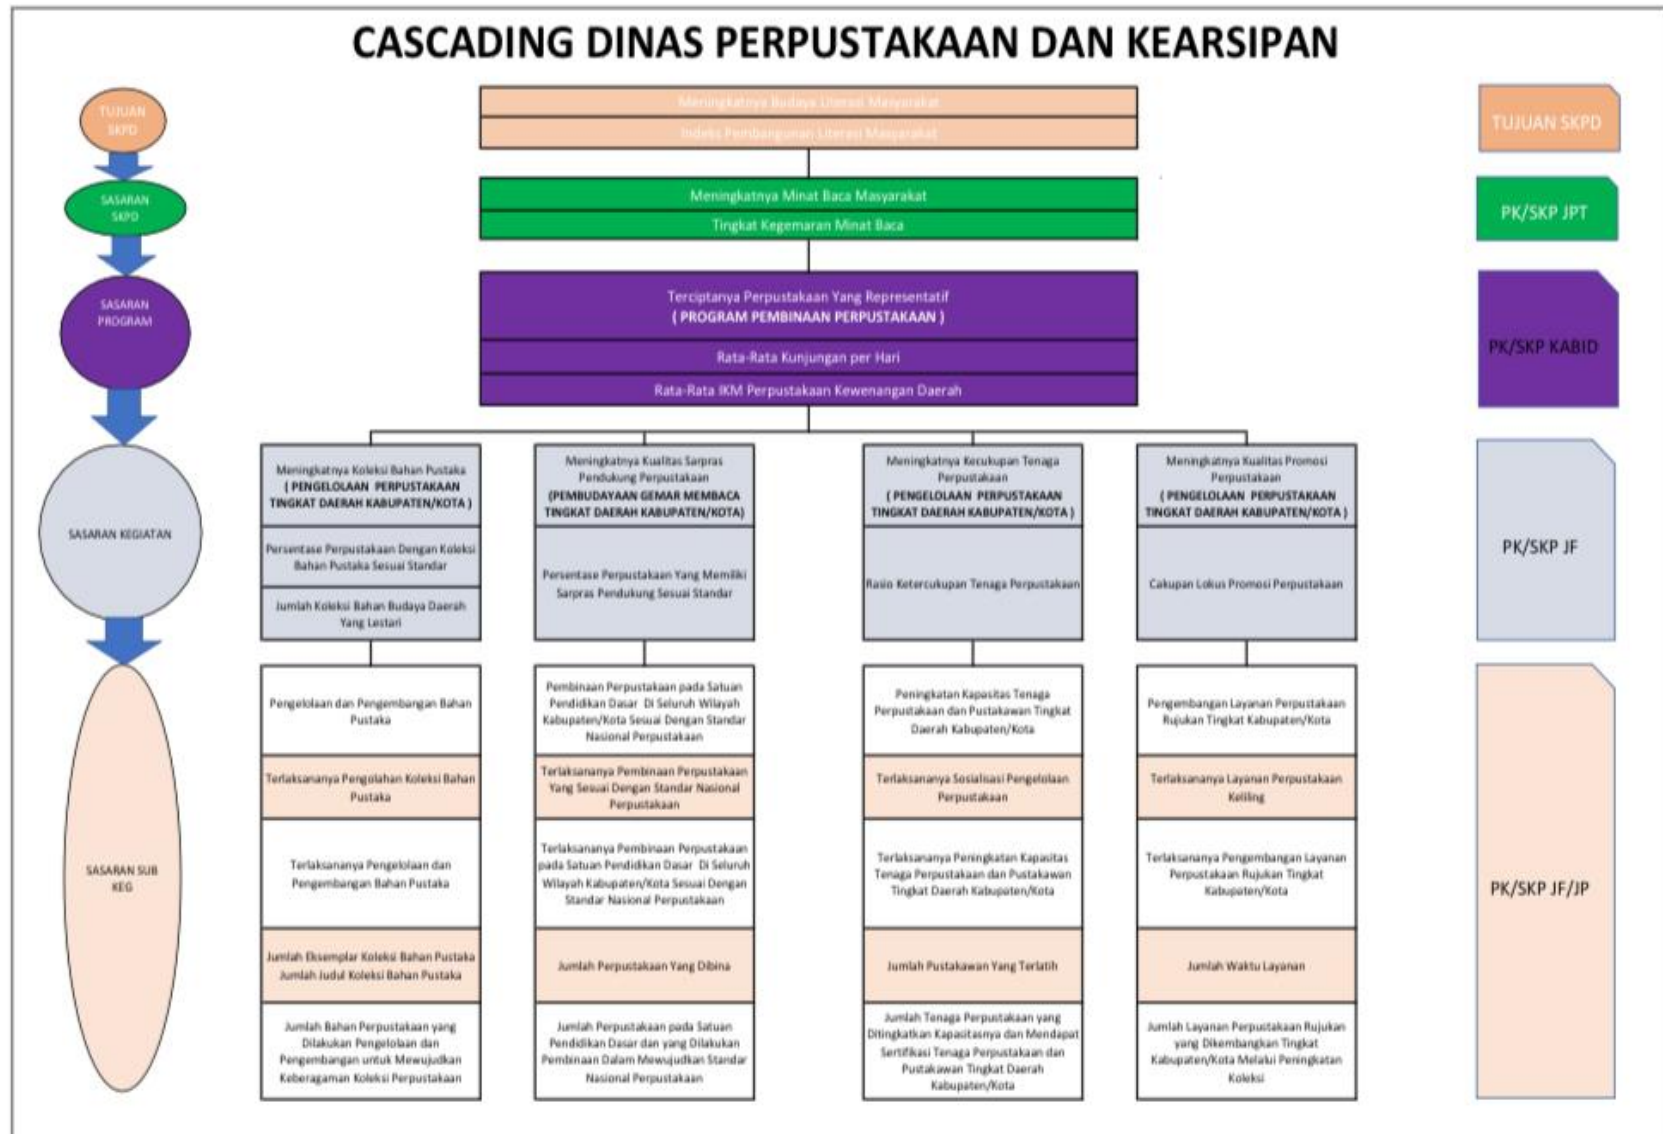 CASCADING DINAS PERPUSTAKAAN DAN KEARSIPAN
TUJUAN
SKPD
Meningkatnya Budaya Literasi Masyarakat
Indeks Pembangunan Literasi Masyarakat
TUJUAN SKPD
SASARAN
SKPD
Meningkatnya Minat Baca Masyarakat
Tingkat Kegemaran Minat Baca
PK/SKP JPT
SASARAN
PROGRAM
Terciptanya Perpustakaan Yang Representatif
( PROGRAM PEMBINAAN PERPUSTAKAAN )
Rata-Rata Kunjungan per Hari
Rata-Rata IKM Perpustakaan Kewenangan Daerah
PK/SKP KABID
SASARAN KEGIATAN
Meningkatnya Koleksi Bahan Pustaka
( PENGELOLAAN PERPUSTAKAAN
TINGKAT DAERAH KABUPATEN/KOTA )
Persentase Perpustakaan Dengan Koleksi
Bahan Pustaka Sesuai Standar
Jumlah Koleksi Bahan Budaya Daerah
Yang Lestari
Meningkatnya Kualitas Sarpras
Pendukung Perpustakaan
(PEMBUDAYAAN GEMAR MEMBACA
TINGKAT DAERAH KABUPATEN/KOTA)
Persentase Perpustakaan Yang Memiliki
Sarpras Pendukung Sesuai Standar
Meningkatnya Kecukupan Tenaga
Perpustakaan
( PENGELOLAAN PERPUSTAKAAN
TINGKAT DAERAH KABUPATEN/KOTA )
Rasio Ketercukupan Tenaga Perpustakaan
Meningkatnya Kualitas Promosi
Perpustakaan
( PENGELOLAAN PERPUSTAKAAN
TINGKAT DAERAH KABUPATEN/KOTA )
Cakupan Lokus Promosi Perpustakaan
PK/SKP JF
SASARAN SUB
KEG
Pengelolaan dan Pengembangan Bahan
Pustaka
Terlaksananya Pengolahan Koleksi Bahan
Pustaka
Terlaksananya Pengelolaan dan
Pengembangan Bahan Pustaka
Jumlah Eksemplar Koleksi Bahan Pustaka
Jumlah Judul Koleksi Bahan Pustaka
Jumlah Bahan Perpustakaan yang
Dilakukan Pengelolaan dan
Pengembangan untuk Mewujudkan
Keberagaman Koleksi Perpustakaan
Pembinaan Perpustakaan pada Satuan
Pendidikan Dasar Di Seluruh Wilayah
Kabupaten/Kota Sesuai Dengan Standar
Nasional Perpustakaan
Terlaksananya Pembinaan Perpustakaan
Yang Sesuai Dengan Standar Nasional
Perpustakaan
Terlaksananya Pembinaan Perpustakaan
pada Satuan Pendidikan Dasar Di Seluruh
Wilayah Kabupaten/Kota Sesuai Dengan
Standar Nasional Perpustakaan
Jumlah Perpustakaan Yang Dibina
Jumlah Perpustakaan pada Satuan
Pendidikan Dasar dan yang Dilakukan
Pembinaan Dalam Mewujudkan Standar
Nasional Perpustakaan
Peningkatan Kapasitas Tenaga
Perpustakaan dan Pustakawan Tingkat
Daerah Kabupaten/Kota
Terlaksananya Sosialisasi Pengelolaan
Perpustakaan
Terlaksananya Peningkatan Kapasitas
Tenaga Perpustakaan dan Pustakawan
Tingkat Daerah Kabupaten/Kota
Jumlah Pustakawan Yang Terlatih
Jumlah Tenaga Perpustakaan yang
Ditingkatkan Kapasitasnya dan Mendapat
Sertifikasi Tenaga Perpustakaan dan
Pustakawan Tingkat Daerah
Kabupaten/Kota
Pengembangan Layanan Perpustakaan
Rujukan Tingkat Kabupaten/Kota
Terlaksananya Layanan Perpustakaan
Keliling
Terlaksananya Pengembangan Layanan
Perpustakaan Rujukan Tingkat
Kabupaten/Kota
Jumlah Waktu Layanan
Jumlah Layanan Perpustakaan Rujukan
yang Dikembangkan Tingkat
Kabupaten/Kota Melalui Peningkatan
Koleksi
PK/SKP JF/JP